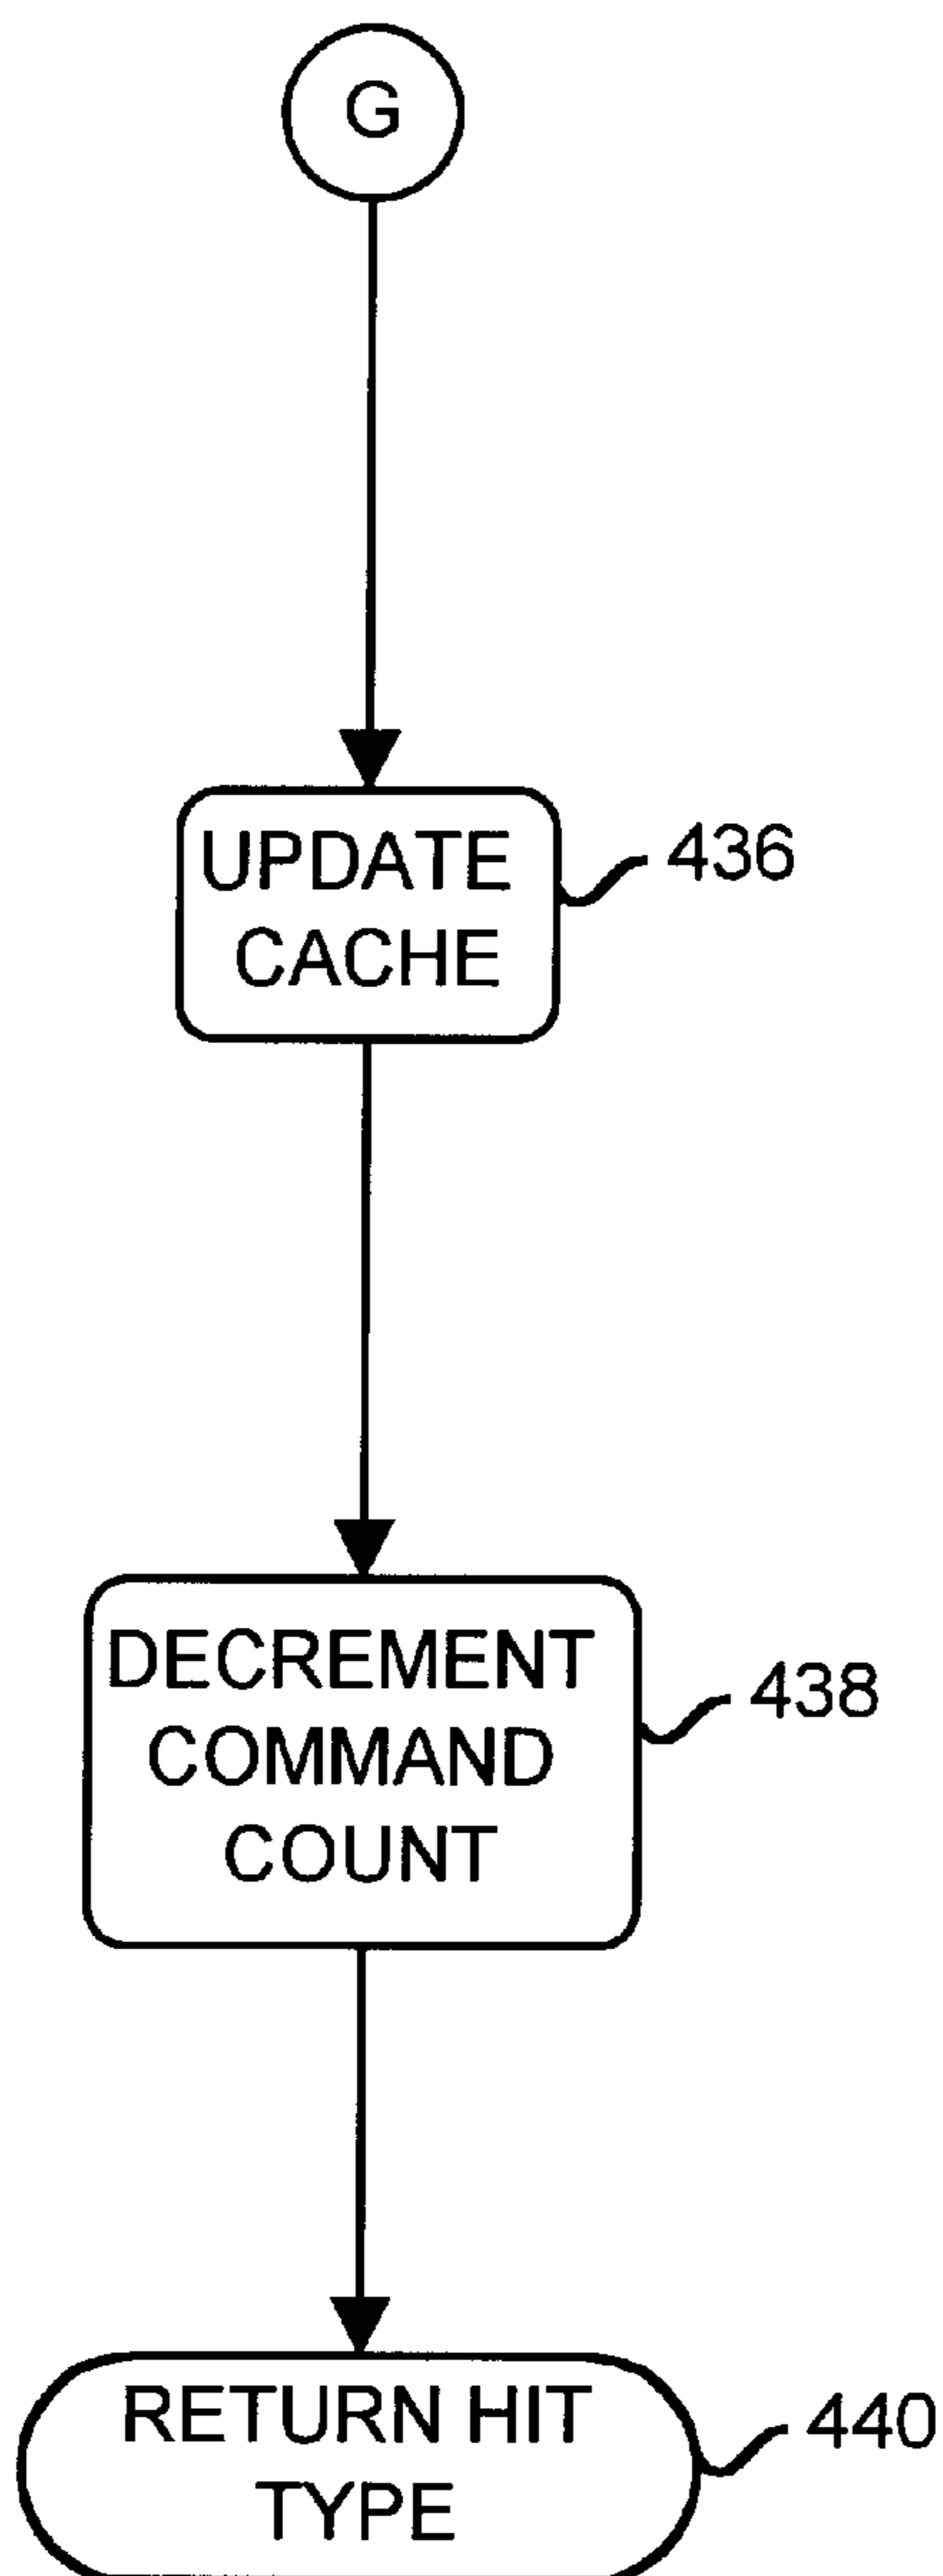 G
UPDATE
CACHE
436
DECREMENT
COMMAND
COUNT
438
RETURN HIT
TYPE
440